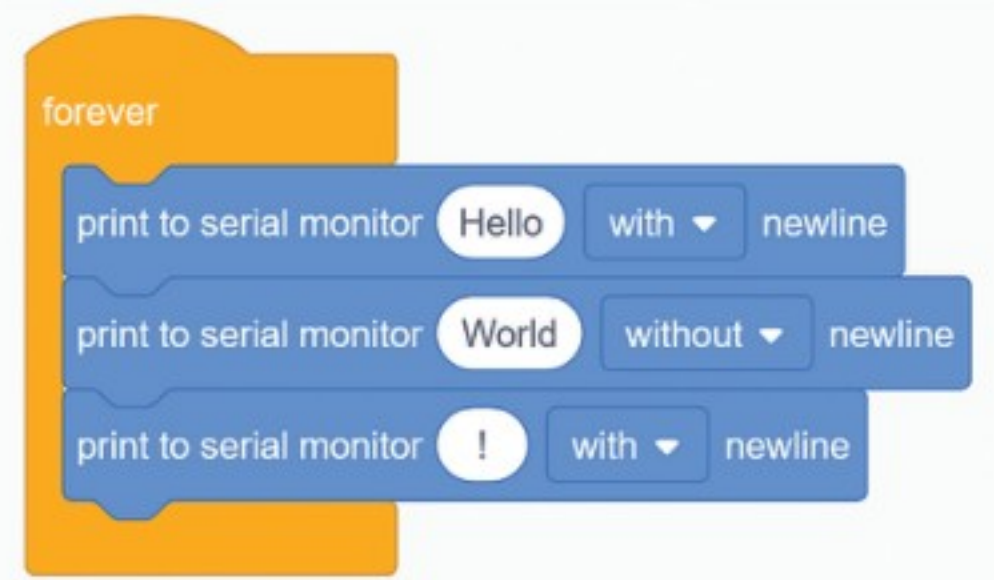 forever
print to serial monitor Hello with newline
print to serial monitor World without newline
print to serial monitor ! with newline